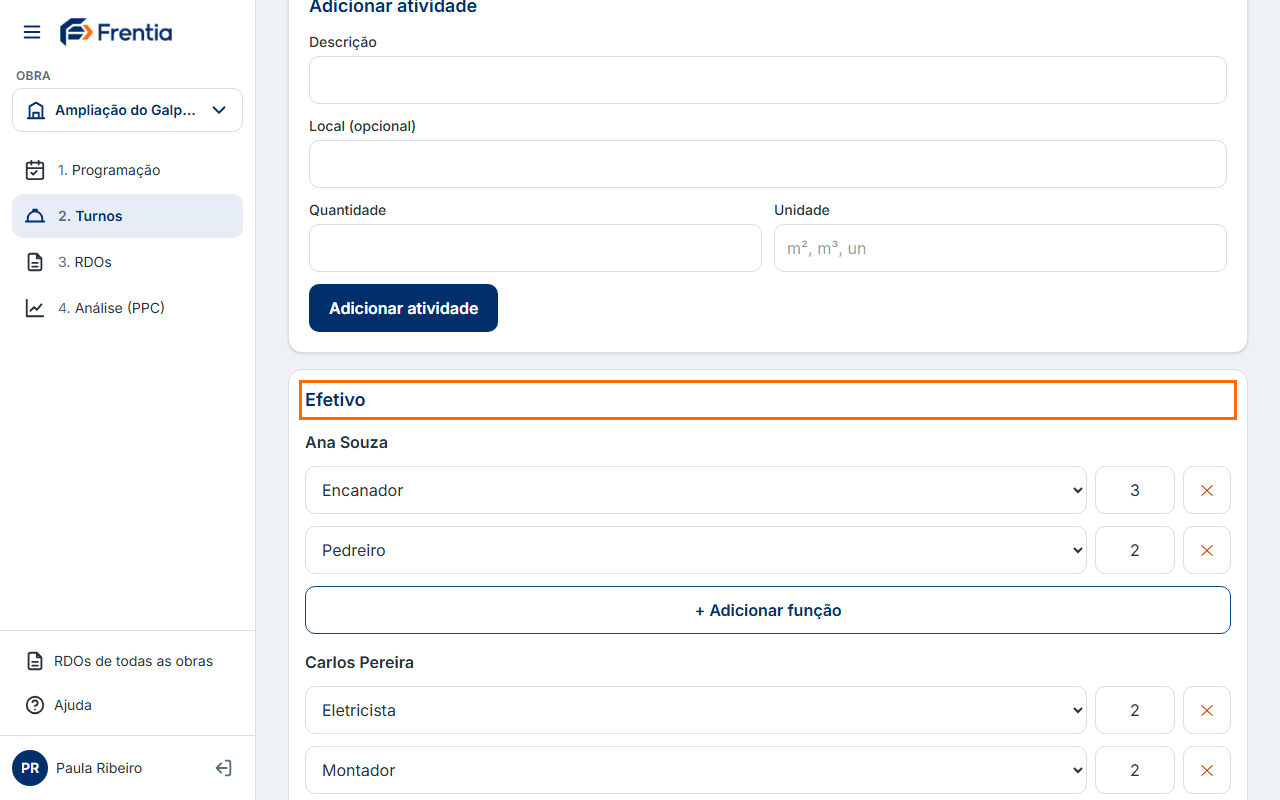 Frentia
OBRA
Ampliação do Galp...
1. Programação
2. Turnos
3. RDOs
4. Análise (PPC)
RDOs de todas as obras
Ajuda
PR
Paula Ribeiro
Adicionar atividade
Descrição
Local (opcional)
Quantidade
Unidade
m², m³, un
Adicionar atividade
Efetivo
Ana Souza
Encanador
3
Pedreiro
2
+ Adicionar função
Carlos Pereira
Eletricista
2
Montador
2